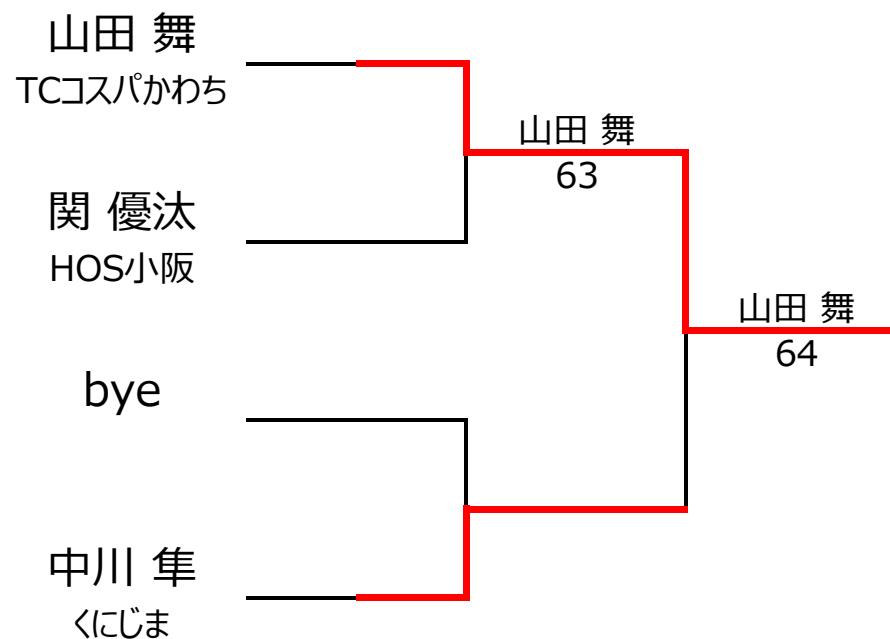 山田 舞
TCコスパかわち
山田 舞
63
関 優汰
HOS小阪
山田 舞
64
bye
中川 隼
くにじま